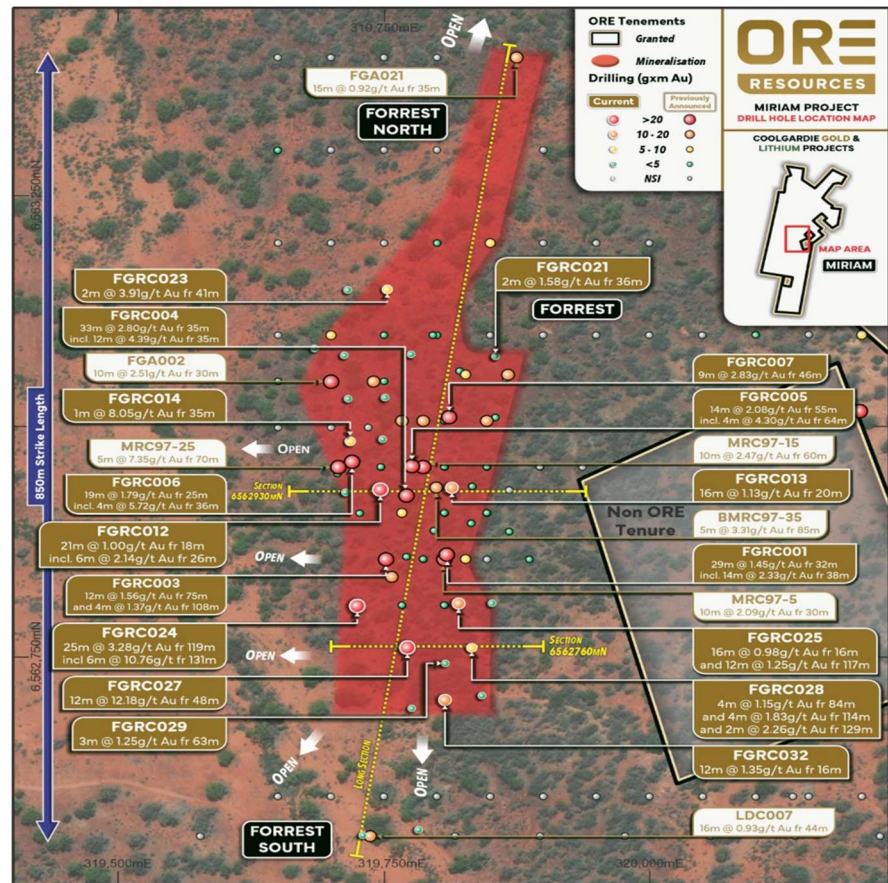 319,750mE
OPEN
FGA021
15m @ 0.92g/t Au fr 35m
FORREST
NORTH
ORE Tenements
Granted
Mineralisation
Drilling (gxm Au)
Current
Previously
Announced
>20
10 - 20
5 - 10
<5
NSI
ORE
RESOURCES
MIRIAM PROJECT
DRILL HOLE LOCATION MAP
COOLGARDIE GOLD &
LITHIUM PROJECTS
MAP AREA
MIRIAM
6,563,250mN
850m Strike Length
6,562,750mN
FGRC023
2m @ 3.91g/t Au fr 41m
FGRC004
33m @ 2.80g/t Au fr 35m
incl. 12m @ 4.39g/t Au fr 35m
FGA002
10m @ 2.51g/t Au fr 30m
FGRC014
1m @ 8.05g/t Au fr 35m
MRC97-25
5m @ 7.35g/t Au fr 70m
OPEN
FGRC006
19m @ 1.79g/t Au fr 25m
incl. 4m @ 5.72g/t Au fr 36m
SECTION
6562930MN
FGRC012
21m @ 1.00g/t Au fr 18m
incl. 6m @ 2.14g/t Au fr 26m
OPEN
FGRC003
12m @ 1.56g/t Au fr 75m
and 4m @ 1.37g/t Au fr 108m
FGRC024
25m @ 3.28g/t Au fr 119m
incl 6m @ 10.76g/t fr 131m
OPEN
FGRC027
12m @ 12.18g/t Au fr 48m
FGRC029
3m @ 1.25g/t Au fr 63m
FGRC021
2m @ 1.58g/t Au fr 36m
FORREST
FGRC007
9m @ 2.83g/t Au fr 46m
FGRC005
14m @ 2.08g/t Au fr 55m
incl. 4m @ 4.30g/t Au fr 64m
MRC97-15
10m @ 2.47g/t Au fr 60m
FGRC013
16m @ 1.13g/t Au fr 20m
Non ORE
Tenure
BMRC97-35
5m @ 3.31g/t Au fr 85m
FGRC001
29m @ 1.45g/t Au fr 32m
incl. 14m @ 2.33g/t Au fr 38m
MRC97-5
10m @ 2.09g/t Au fr 30m
SECTION
6562760MN
FGRC025
16m @ 0.98g/t Au fr 16m
and 12m @ 1.25g/t Au fr 117m
FGRC028
4m @ 1.15g/t Au fr 84m
and 4m @ 1.83g/t Au fr 114m
and 2m @ 2.26g/t Au fr 129m
FGRC032
12m @ 1.35g/t Au fr 16m
OPEN
LONG SECTION
OPEN
LDC007
16m @ 0.93g/t Au fr 44m
FORREST
SOUTH
319,500mE
319,750mE
320,000mE